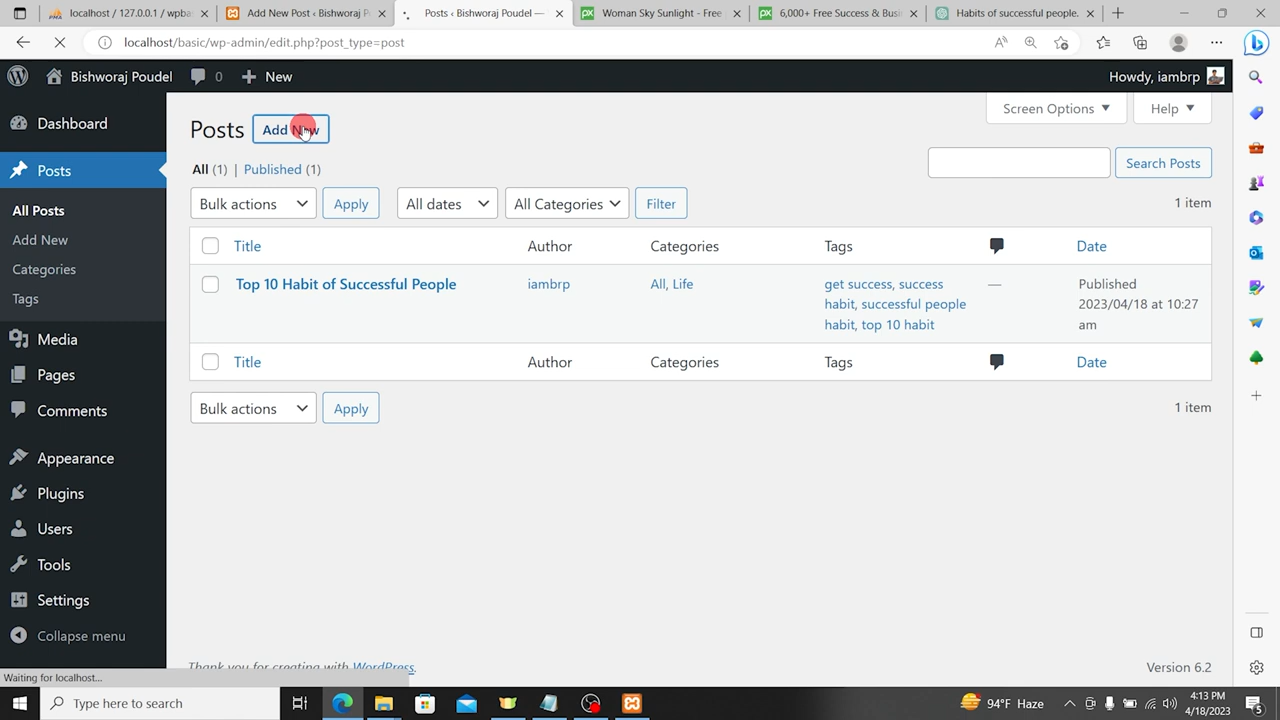 localhost / 127.0.0.1 / wpbas
Add New Post ‹ Bishworaj Poudel
Posts ‹ Bishworaj Poudel —
Woman Sky Sunlight - Free
6,000+ Free Success & Busi
Habits of successful people.
localhost/basic/wp-admin/edit.php?post_type=post
Bishworaj Poudel 0 New Howdy, iambrp
Screen Options Help
Dashboard
Posts
All Posts
Add New
Categories
Tags
Media
Pages
Comments
Appearance
Plugins
Users
Tools
Settings
Collapse menu
Posts Add New
All (1) | Published (1)
Search Posts
Bulk actions Apply All dates All Categories Filter 1 item
Title Author Categories Tags Date
Top 10 Habit of Successful People iambrp All, Life get success, success — Published
habit, successful people 2023/04/18 at 10:27
habit, top 10 habit am
Title Author Categories Tags Date
Bulk actions Apply 1 item
Thank you for creating with WordPress. Version 6.2
Waiting for localhost...
Type here to search 94°F Haze 4:13 PM
4/18/2023
5